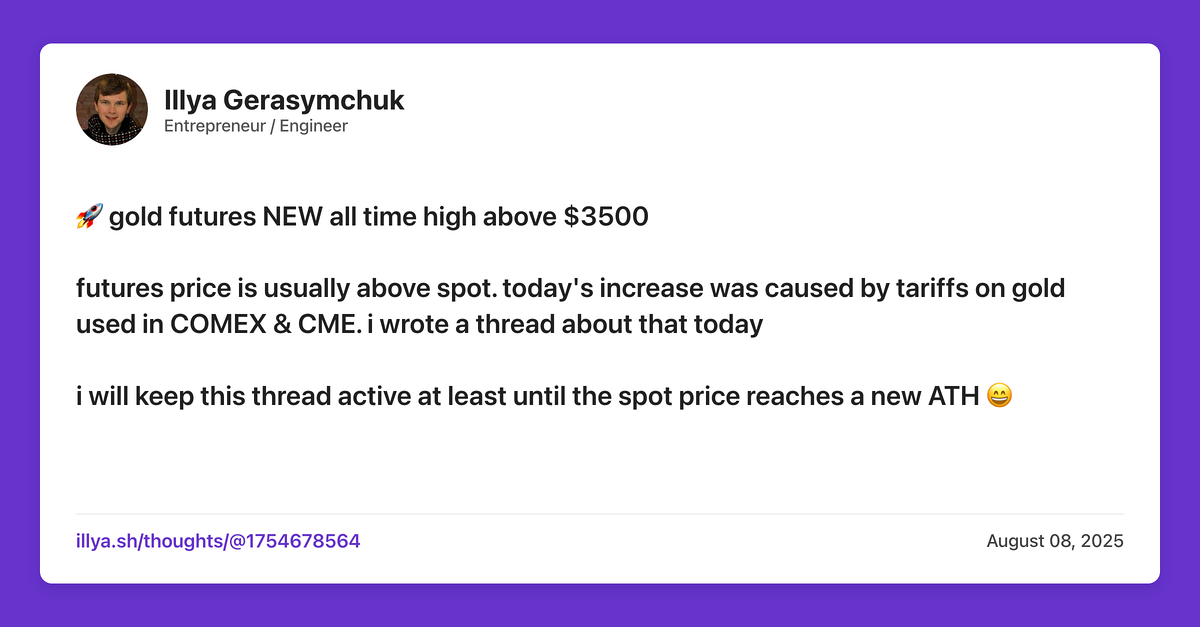 Illya Gerasymchuk
Entrepreneur / Engineer
🚀 gold futures NEW all time high above $3500
futures price is usually above spot. today's increase was caused by tariffs on gold
used in COMEX & CME. i wrote a thread about that today
i will keep this thread active at least until the spot price reaches a new ATH 😄
illya.sh/thoughts/@1754678564
August 08, 2025